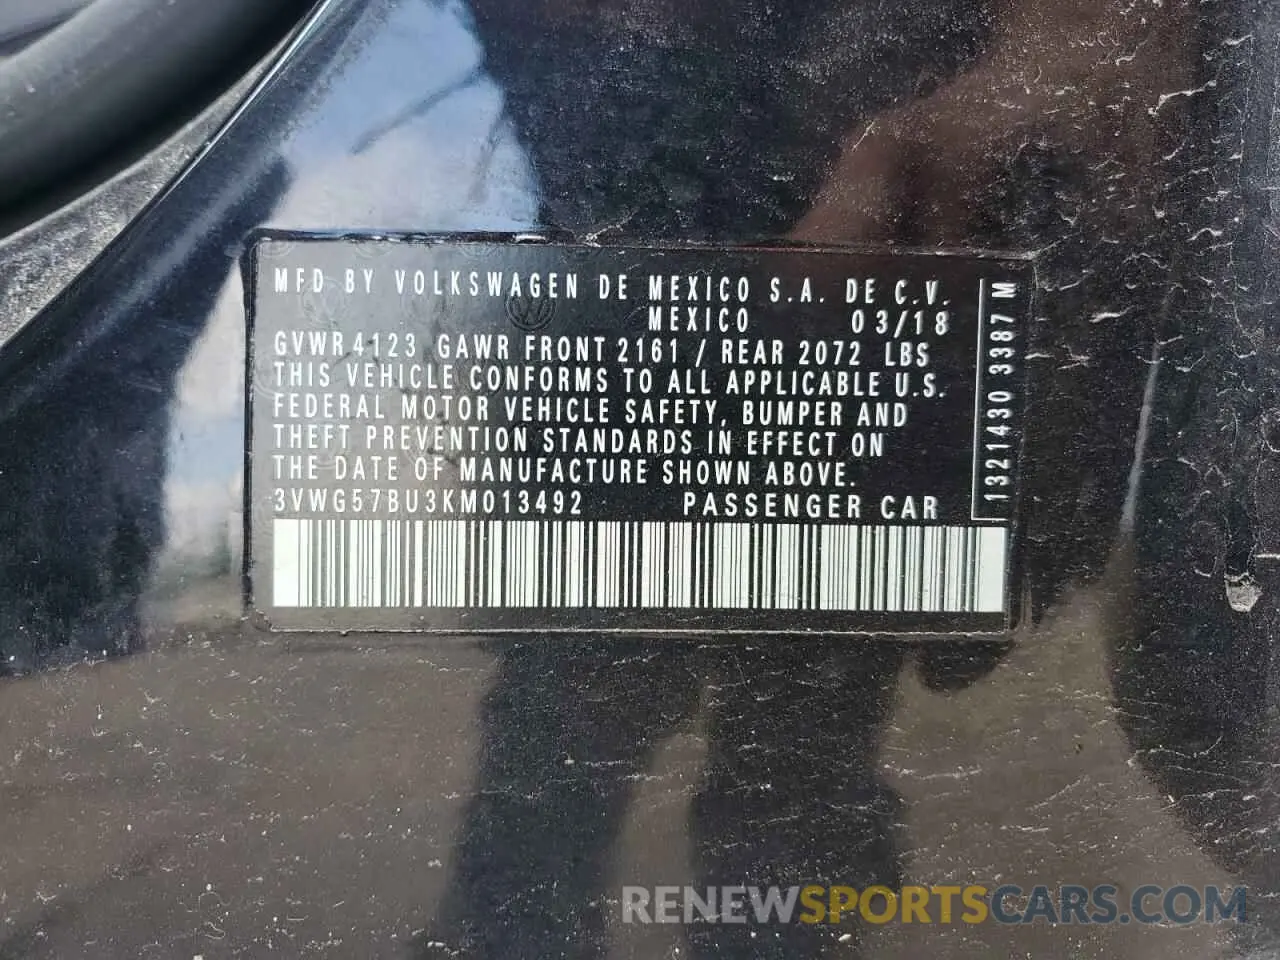 MFD BY VOLKSWAGEN DE MEXICO S.A. DE C.V.
MEXICO 03/18
GVWR 4123 GAWR FRONT 2161 / REAR 2072 LBS
THIS VEHICLE CONFORMS TO ALL APPLICABLE U.S.
FEDERAL MOTOR VEHICLE SAFETY, BUMPER AND
THEFT PREVENTION STANDARDS IN EFFECT ON
THE DATE OF MANUFACTURE SHOWN ABOVE.
3VWG57BU3KM013492 PASSENGER CAR
1321430 3387 M
RENEWSPORTSCARS.COM